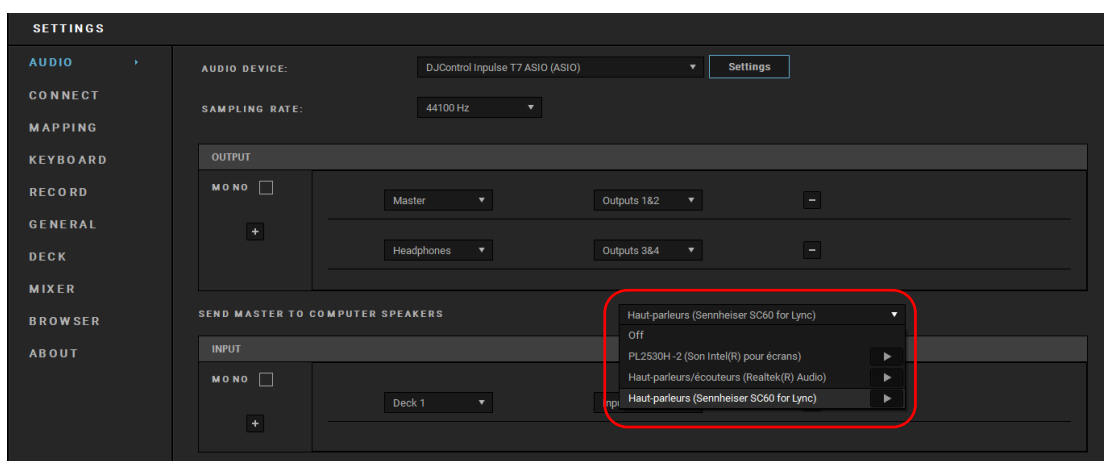 SETTINGS
AUDIO
CONNECT
MAPPING
KEYBOARD
RECORD
GENERAL
DECK
MIXER
BROWSER
ABOUT
AUDIO DEVICE: DJControl Inpulse T7 ASIO (ASIO) Settings
SAMPLING RATE: 44100 Hz
OUTPUT
MONO
+
Master Outputs 1&2 −
Headphones Outputs 3&4 −
SEND MASTER TO COMPUTER SPEAKERS Haut-parleurs (Sennheiser SC60 for Lync)
Off
PL2530H -2 (Son Intel(R) pour écrans)
Haut-parleurs/écouteurs (Realtek(R) Audio)
Haut-parleurs (Sennheiser SC60 for Lync)
INPUT
MONO
+
Deck 1